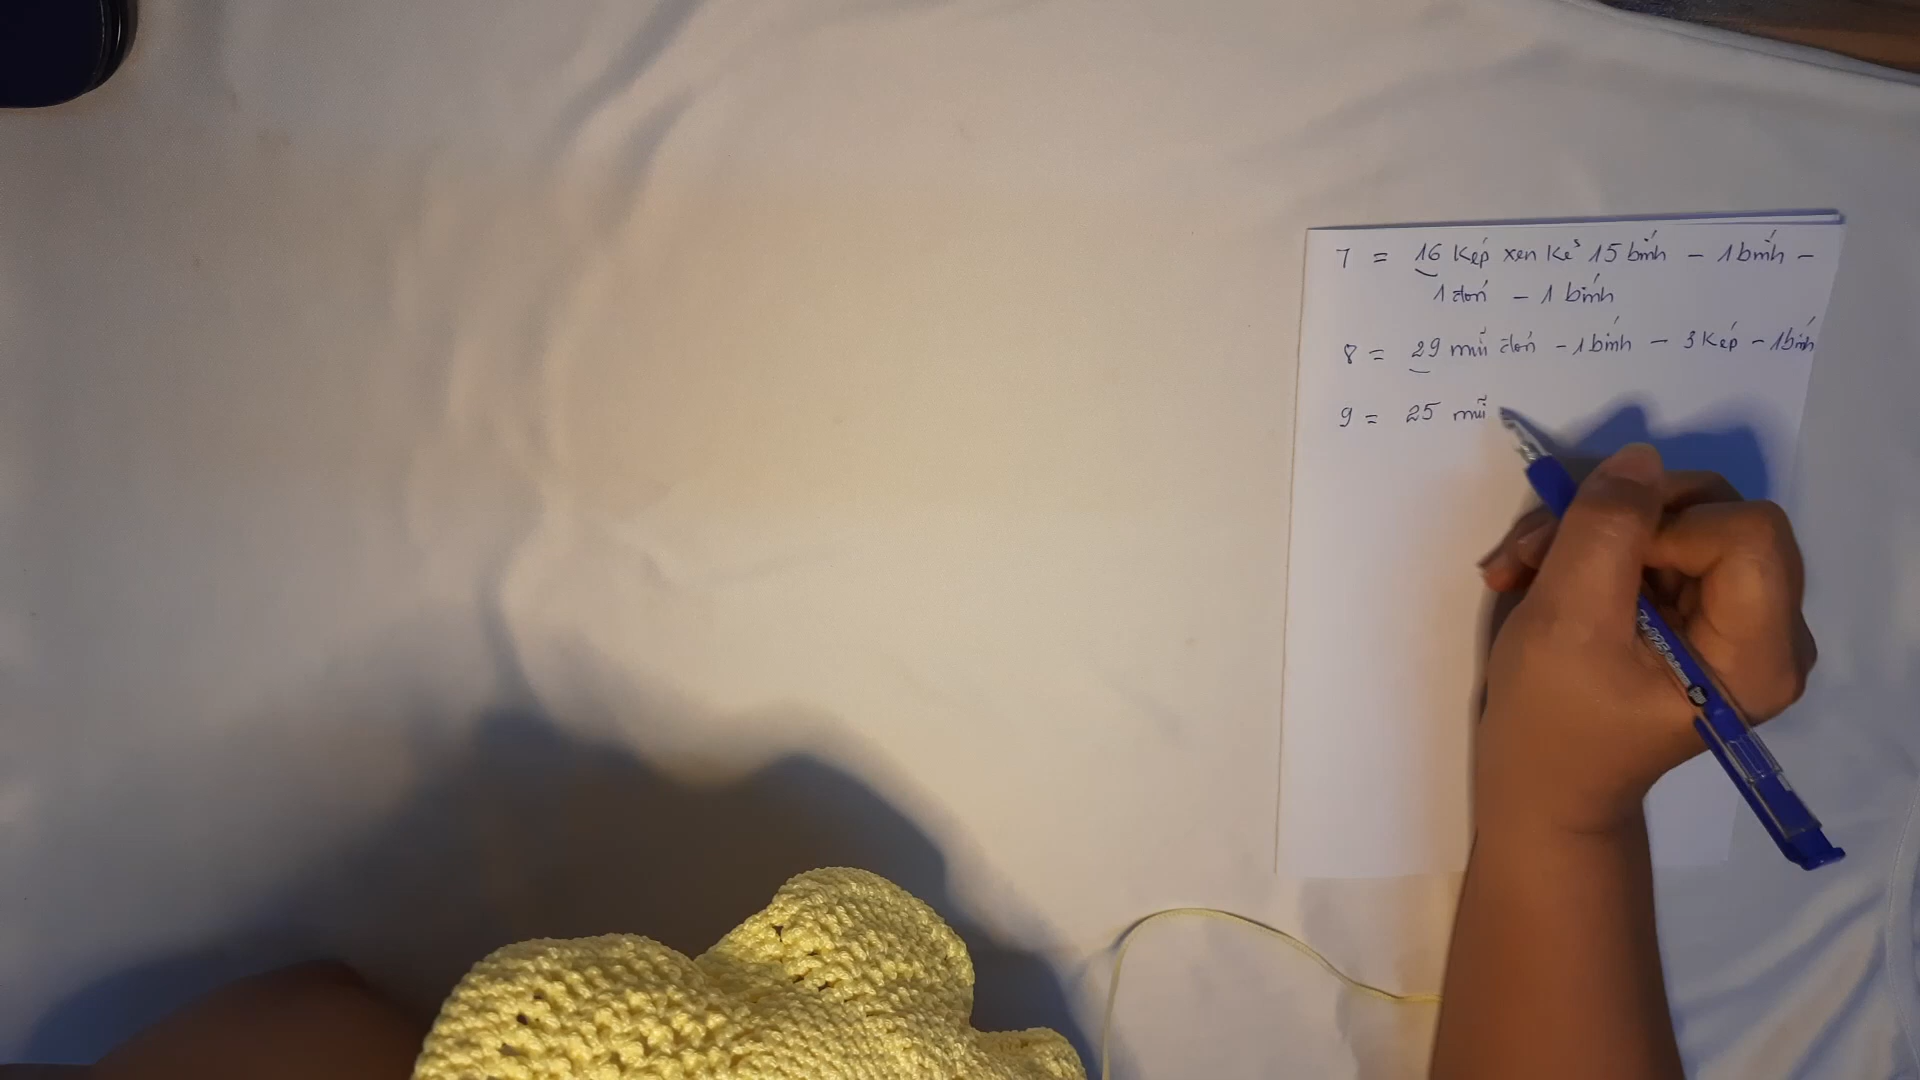 7 = 16 kép xen kẻ 15 bính - 1 bính -
1 đơn - 1 bính
8 = 29 mũi đơn - 1 bính - 3 kép - 1 bính
9 = 25 mũi